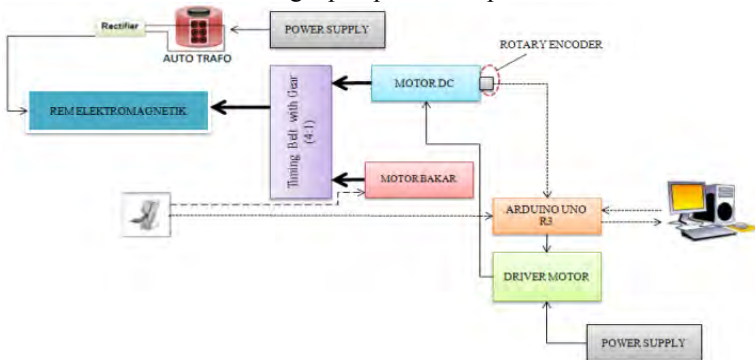 Rectifier
AUTO TRAFO
POWER SUPPLY
ROTARY ENCODER
REM ELEKTROMAGNETIK
Timing Belt with Gear
(4:1)
MOTOR DC
MOTOR BAKAR
ARDUINO UNO
R3
DRIVER MOTOR
POWER SUPPLY